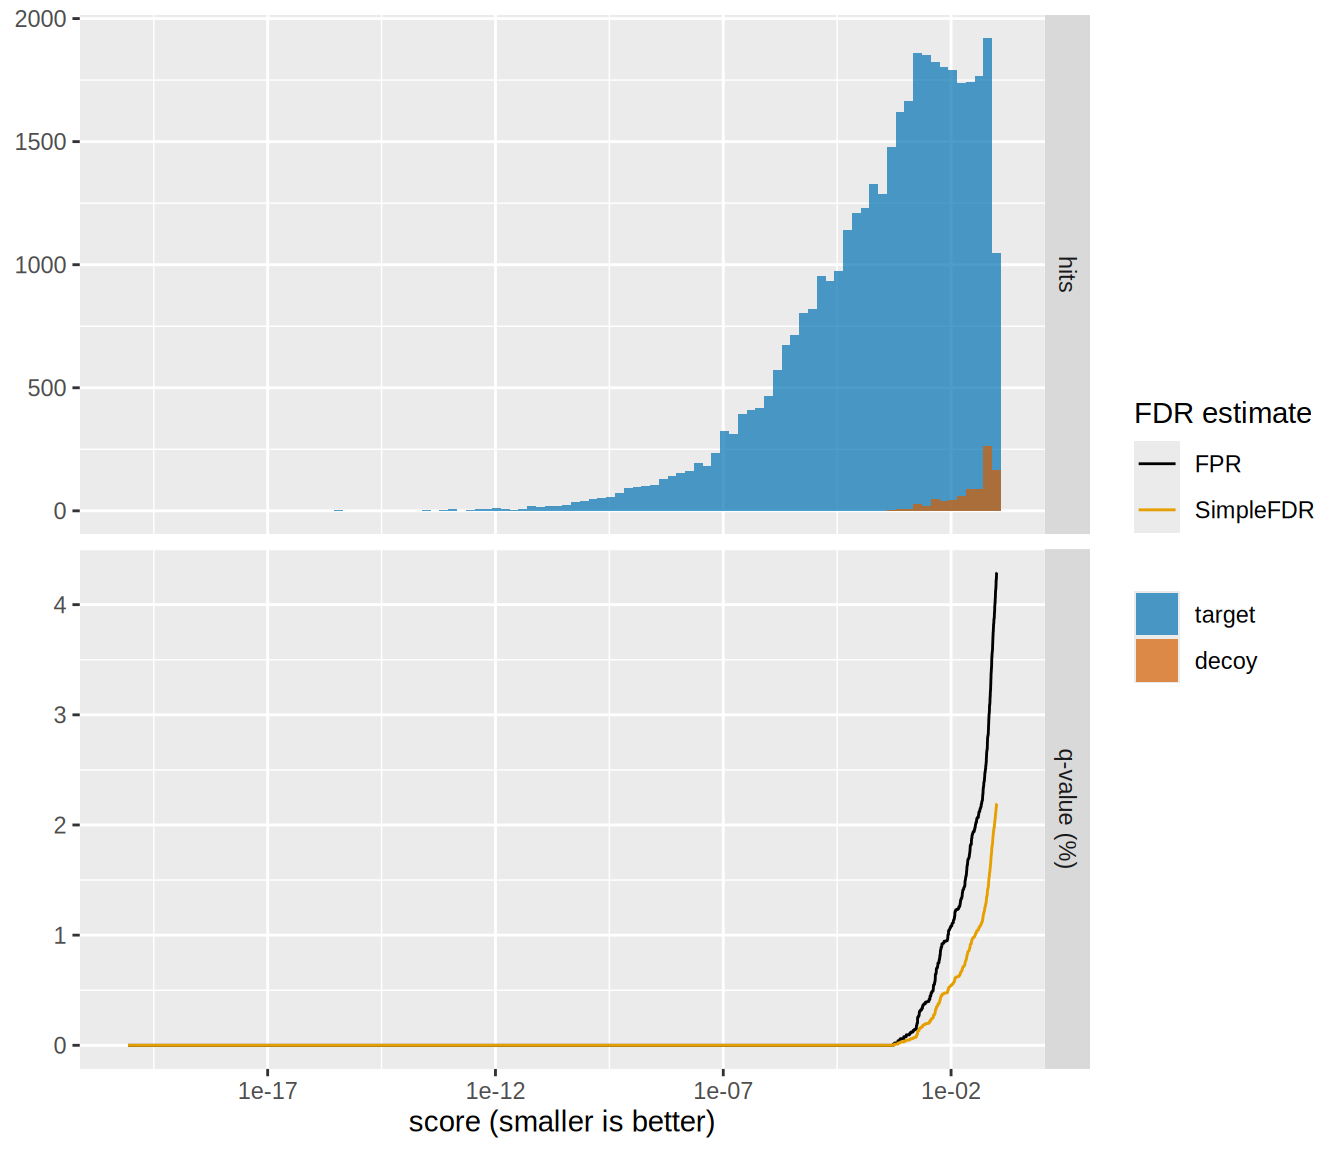 2000
1500
1000
500
0
hits
4
3
2
1
0
q-value (%)
1e-17
1e-12
1e-07
1e-02
score (smaller is better)
FDR estimate
FPR
SimpleFDR
target
decoy